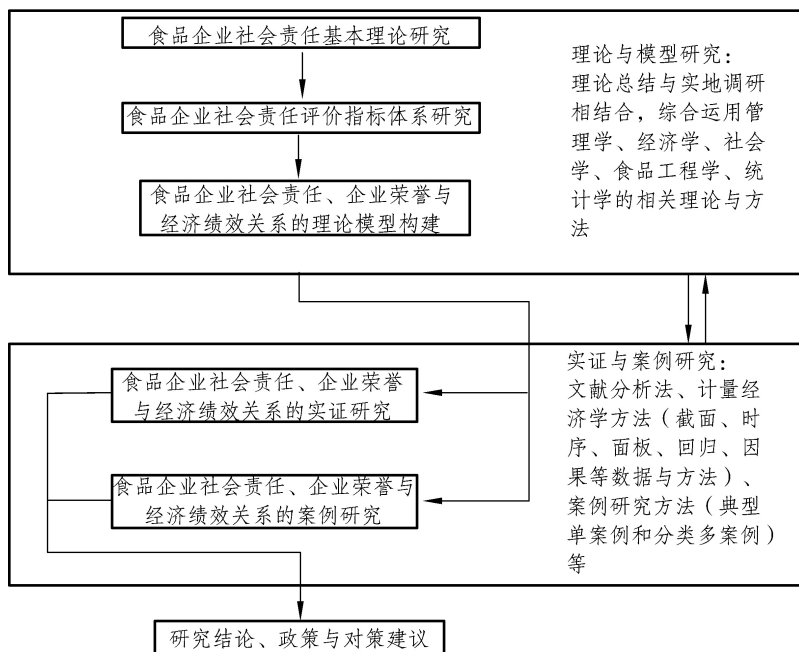 食品企业社会责任基本理论研究
食品企业社会责任评价指标体系研究
食品企业社会责任、企业荣誉与
经济绩效关系的理论模型构建
理论与模型研究：
理论总结与实地调研
相结合，综合运用管
理学、经济学、社会
学、食品工程学、统
计学的相关理论与方
法
食品企业社会责任、企业荣誉
与经济绩效关系的实证研究
食品企业社会责任、企业荣誉与
经济绩效关系的案例研究
实证与案例研究：
文献分析法、计量经
济学方法（截面、时
序、面板、回归、因
果等数据与方法）、
案例研究方法（典型
单案例和分类多案例）
等
研究结论、政策与对策建议